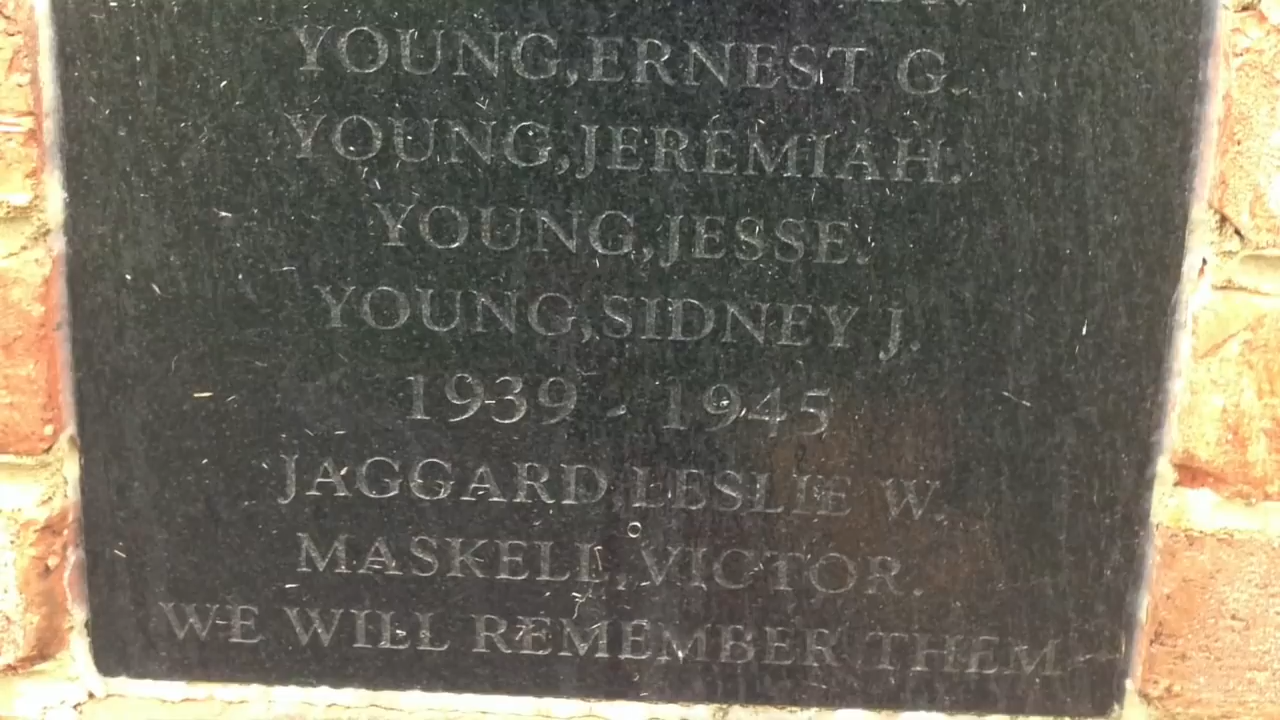 YOUNG,ERNEST G.
YOUNG,JEREMIAH.
YOUNG,JESSE.
YOUNG,SIDNEY J.
1939 - 1945
JAGGARD,LESLIE W.
MASKELL,VICTOR.
WE WILL REMEMBER THEM